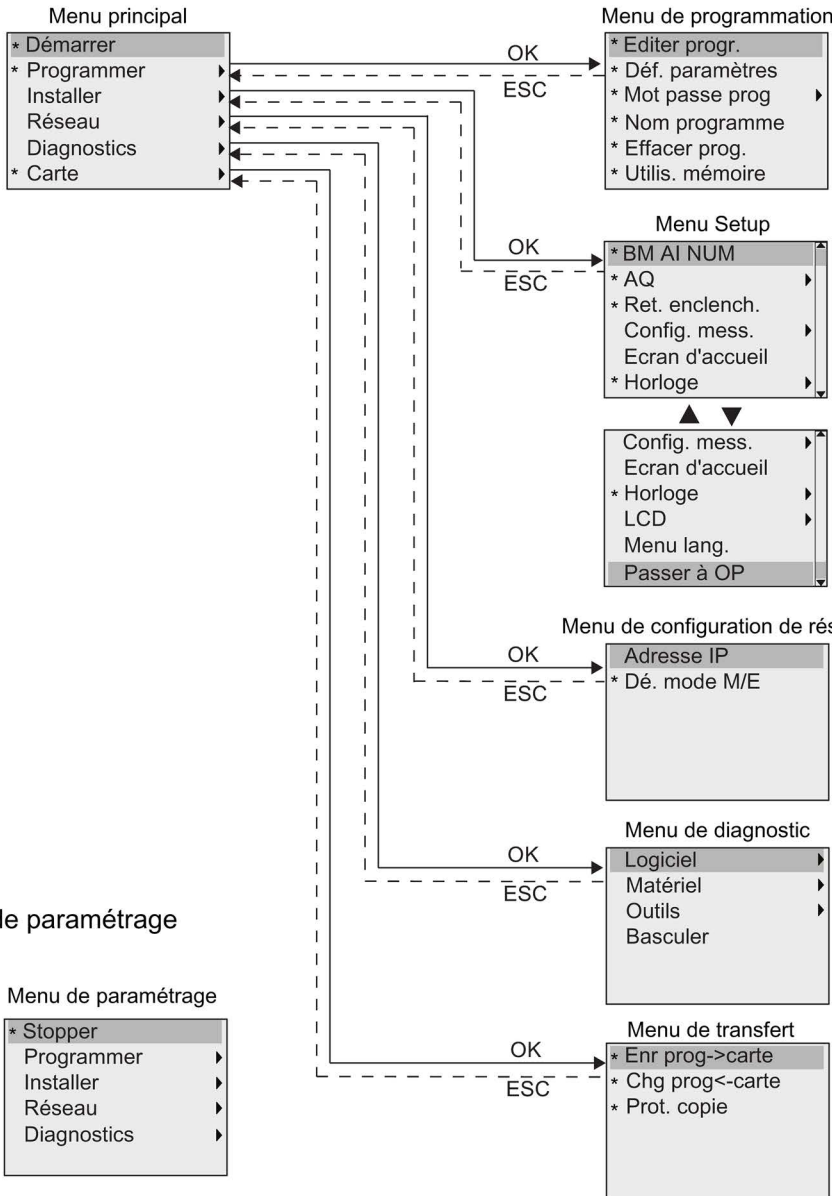 Menu principal
* Démarrer
* Programmer
Installer
Réseau
Diagnostics
* Carte
OK
ESC
Menu de programmation
* Editer progr.
* Déf. paramètres
* Mot passe prog
* Nom programme
* Effacer prog.
* Utilis. mémoire
OK
ESC
Menu Setup
* BM AI NUM
* AQ
* Ret. enclench.
Config. mess.
Ecran d'accueil
* Horloge
Config. mess.
Ecran d'accueil
* Horloge
LCD
Menu lang.
Passer à OP
OK
ESC
Menu de configuration de rés
Adresse IP
* Dé. mode M/E
OK
ESC
Menu de diagnostic
Logiciel
Matériel
Outils
Basculer
de paramétrage
Menu de paramétrage
* Stopper
Programmer
Installer
Réseau
Diagnostics
OK
ESC
Menu de transfert
* Enr prog->carte
* Chg prog<-carte
* Prot. copie